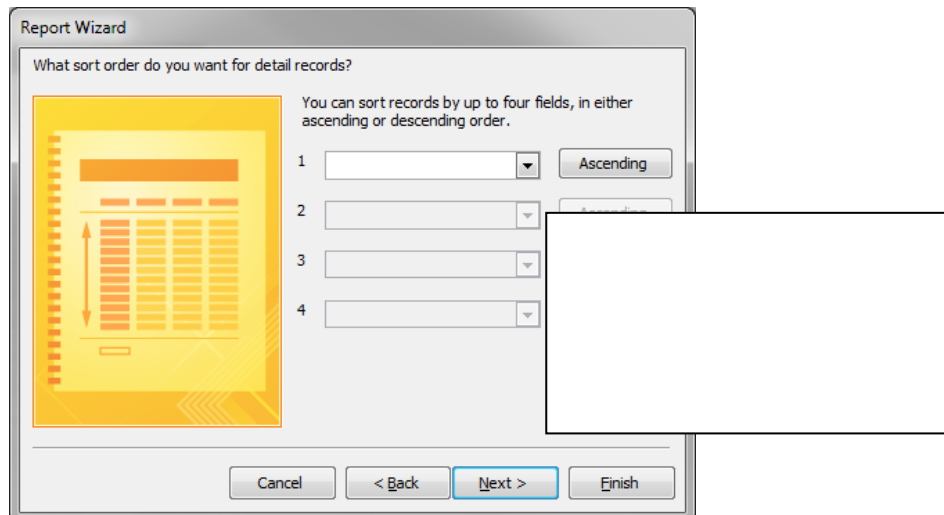 Report Wizard
What sort order do you want for detail records?
You can sort records by up to four fields, in either
ascending or descending order.
1 Ascending
2
3
4
Cancel < Back Next > Finish